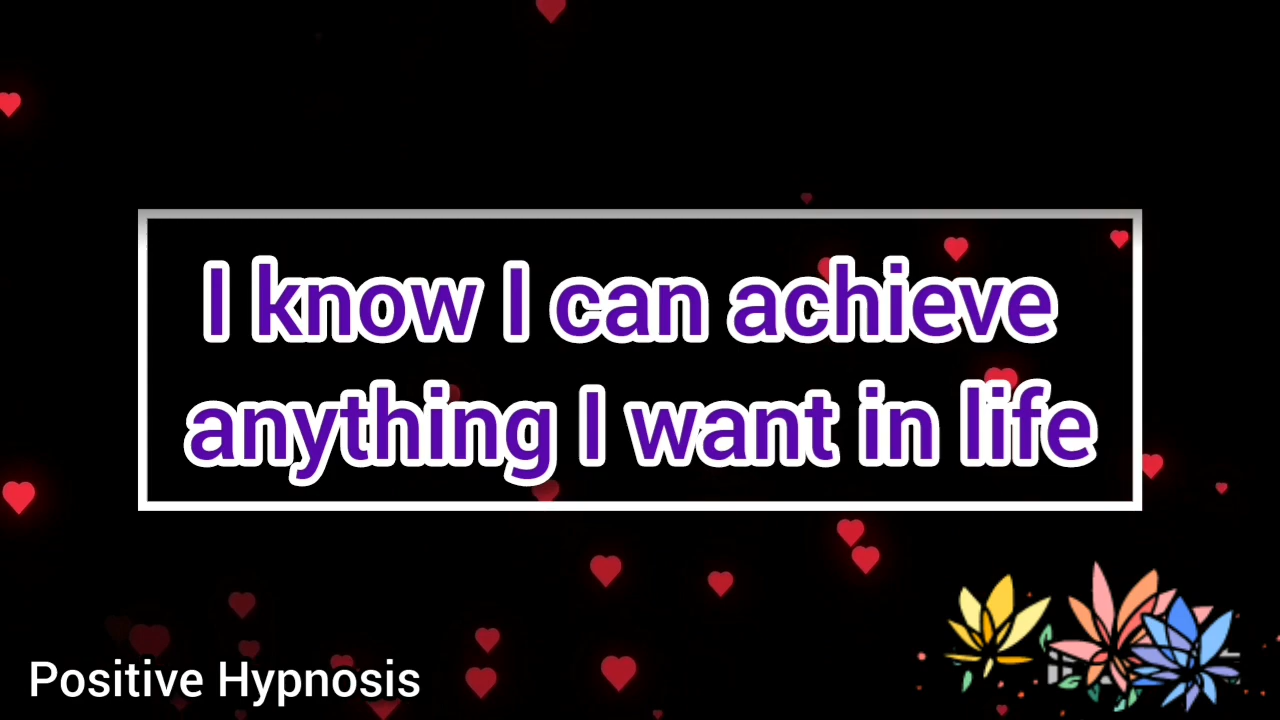 I know I can achieve
anything I want in life
Positive Hypnosis